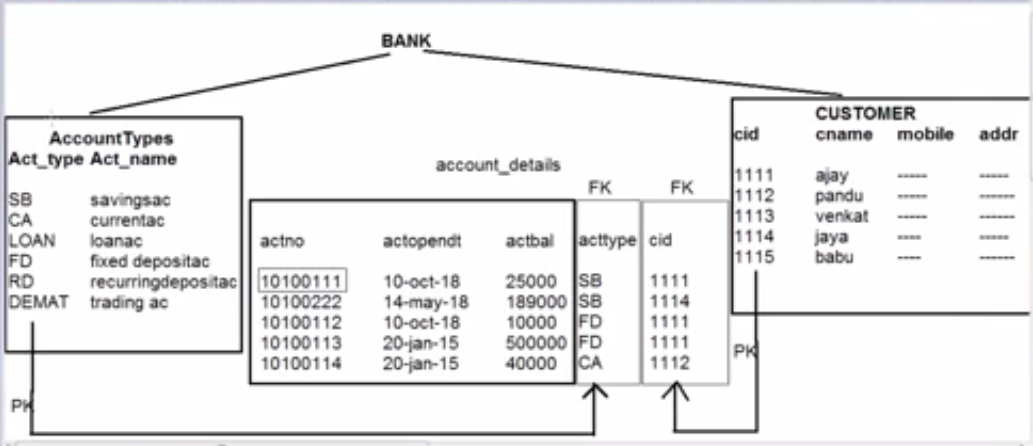 BANK
AccountTypes
Act_type Act_name
SB savingsac
CA currentac
LOAN loanac
FD fixed depositac
RD recurringdepositac
DEMAT trading ac
PK
account_details
FK FK
actno actopendt actbal acttype cid
10100111 10-oct-18 25000 SB 1111
10100222 14-may-18 189000 SB 1114
10100112 10-oct-18 10000 FD 1111
10100113 20-jan-15 500000 FD 1111
10100114 20-jan-15 40000 CA 1112
CUSTOMER
cid cname mobile addr
1111 ajay ----- -----
1112 pandu ----- ------
1113 venkat ----- ------
1114 jaya ---- -----
1115 babu ---- ------
PK